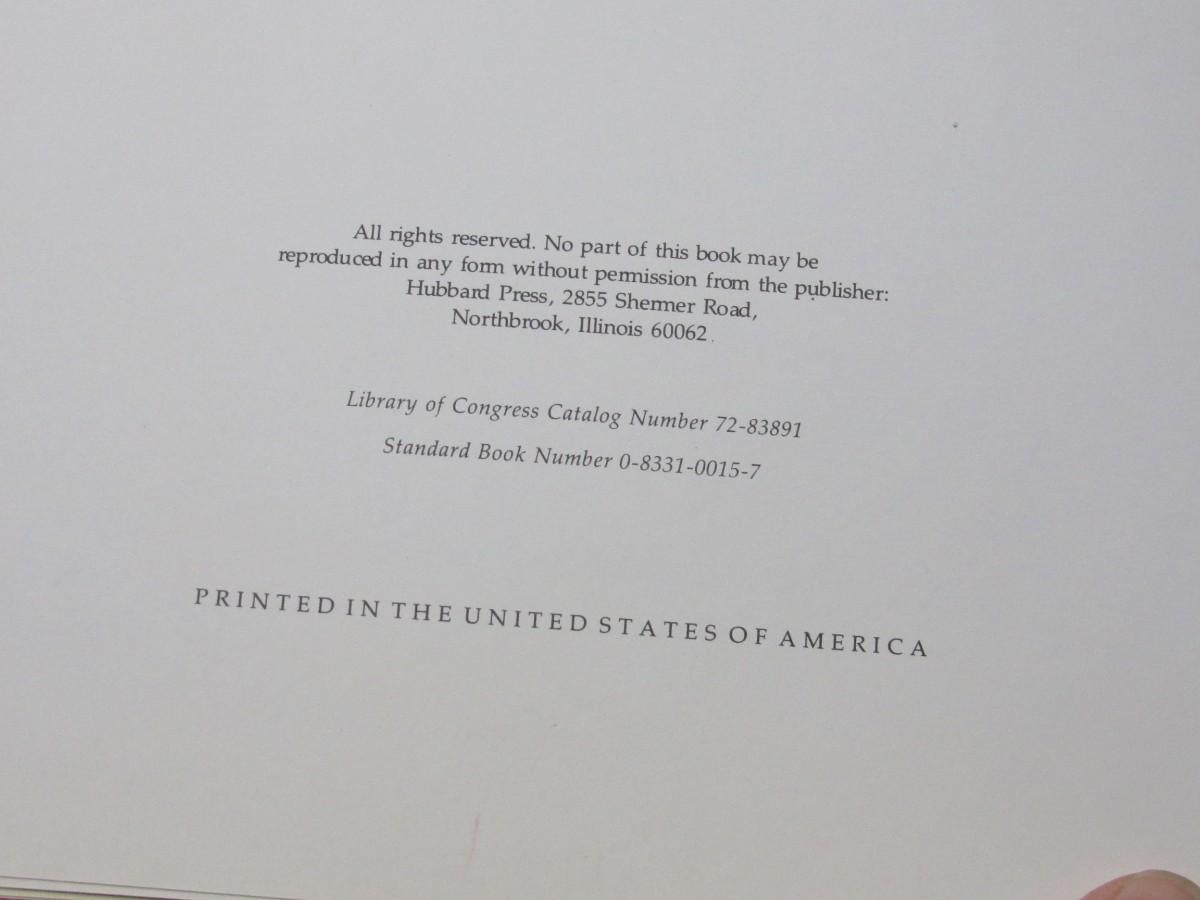 All rights reserved. No part of this book may be
reproduced in any form without permission from the publisher:
Hubbard Press, 2855 Shermer Road,
Northbrook, Illinois 60062.
Library of Congress Catalog Number 72-83891
Standard Book Number 0-8331-0015-7
PRINTED IN THE UNITED STATES OF AMERICA